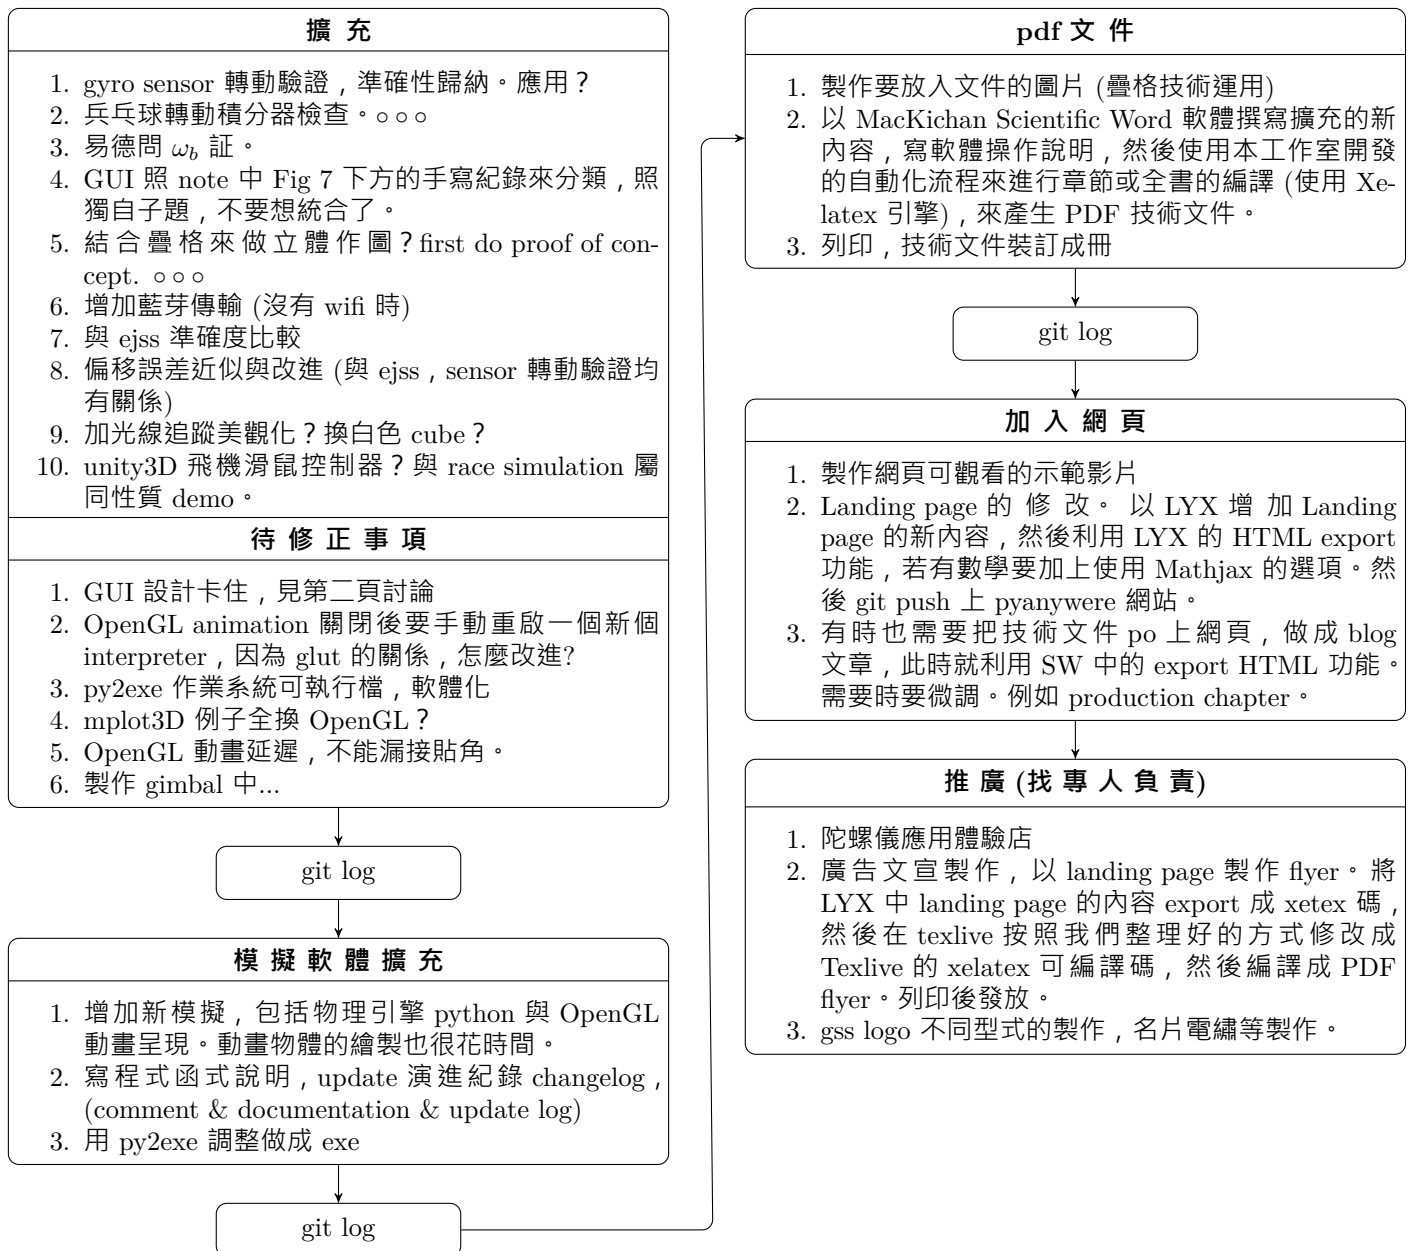 擴 充
1. gyro sensor 轉動驗證，準確性歸納。應用？
2. 乒乓球轉動積分器檢查。○○○
3. 易德問 ω_b 証。
4. GUI 照 note 中 Fig 7 下方的手寫紀錄來分類，照
獨自子題，不要想統合了。
5. 結合疊格來做立體作圖？first do proof of con-
cept. ○○○
6. 增加藍芽傳輸 (沒有 wifi 時)
7. 與 ejss 準確度比較
8. 偏移誤差近似與改進 (與 ejss，sensor 轉動驗證均
有關係)
9. 加光線追蹤美觀化？換白色 cube？
10. unity3D 飛機滑鼠控制器？與 race simulation 屬
同性質 demo。
待 修 正 事 項
1. GUI 設計卡住，見第二頁討論
2. OpenGL animation 關閉後要手動重啟一個新個
interpreter，因為 glut 的關係，怎麼改進?
3. py2exe 作業系統可執行檔，軟體化
4. mplot3D 例子全換 OpenGL？
5. OpenGL 動畫延遲，不能漏接貼角。
6. 製作 gimbal 中...
git log
模 擬 軟 體 擴 充
1. 增加新模擬，包括物理引擎 python 與 OpenGL
動畫呈現。動畫物體的繪製也很花時間。
2. 寫程式函式說明，update 演進紀錄 changelog，
(comment & documentation & update log)
3. 用 py2exe 調整做成 exe
git log
pdf 文 件
1. 製作要放入文件的圖片 (疊格技術運用)
2. 以 MacKichan Scientific Word 軟體撰寫擴充的新
內容，寫軟體操作說明，然後使用本工作室開發
的自動化流程來進行章節或全書的編譯 (使用 Xe-
latex 引擎)，來產生 PDF 技術文件。
3. 列印，技術文件裝訂成冊
git log
加 入 網 頁
1. 製作網頁可觀看的示範影片
2. Landing page 的 修 改。 以 LYX 增 加 Landing
page 的新內容，然後利用 LYX 的 HTML export
功能，若有數學要加上使用 Mathjax 的選項。然
後 git push 上 pyanywere 網站。
3. 有時也需要把技術文件 po 上網頁，做成 blog
文章，此時就利用 SW 中的 export HTML 功能。
需要時要微調。例如 production chapter。
推 廣 (找 專 人 負 責)
1. 陀螺儀應用體驗店
2. 廣告文宣製作，以 landing page 製作 flyer。將
LYX 中 landing page 的內容 export 成 xetex 碼，
然後在 texlive 按照我們整理好的方式修改成
Texlive 的 xelatex 可編譯碼，然後編譯成 PDF
flyer。列印後發放。
3. gss logo 不同型式的製作，名片電繡等製作。